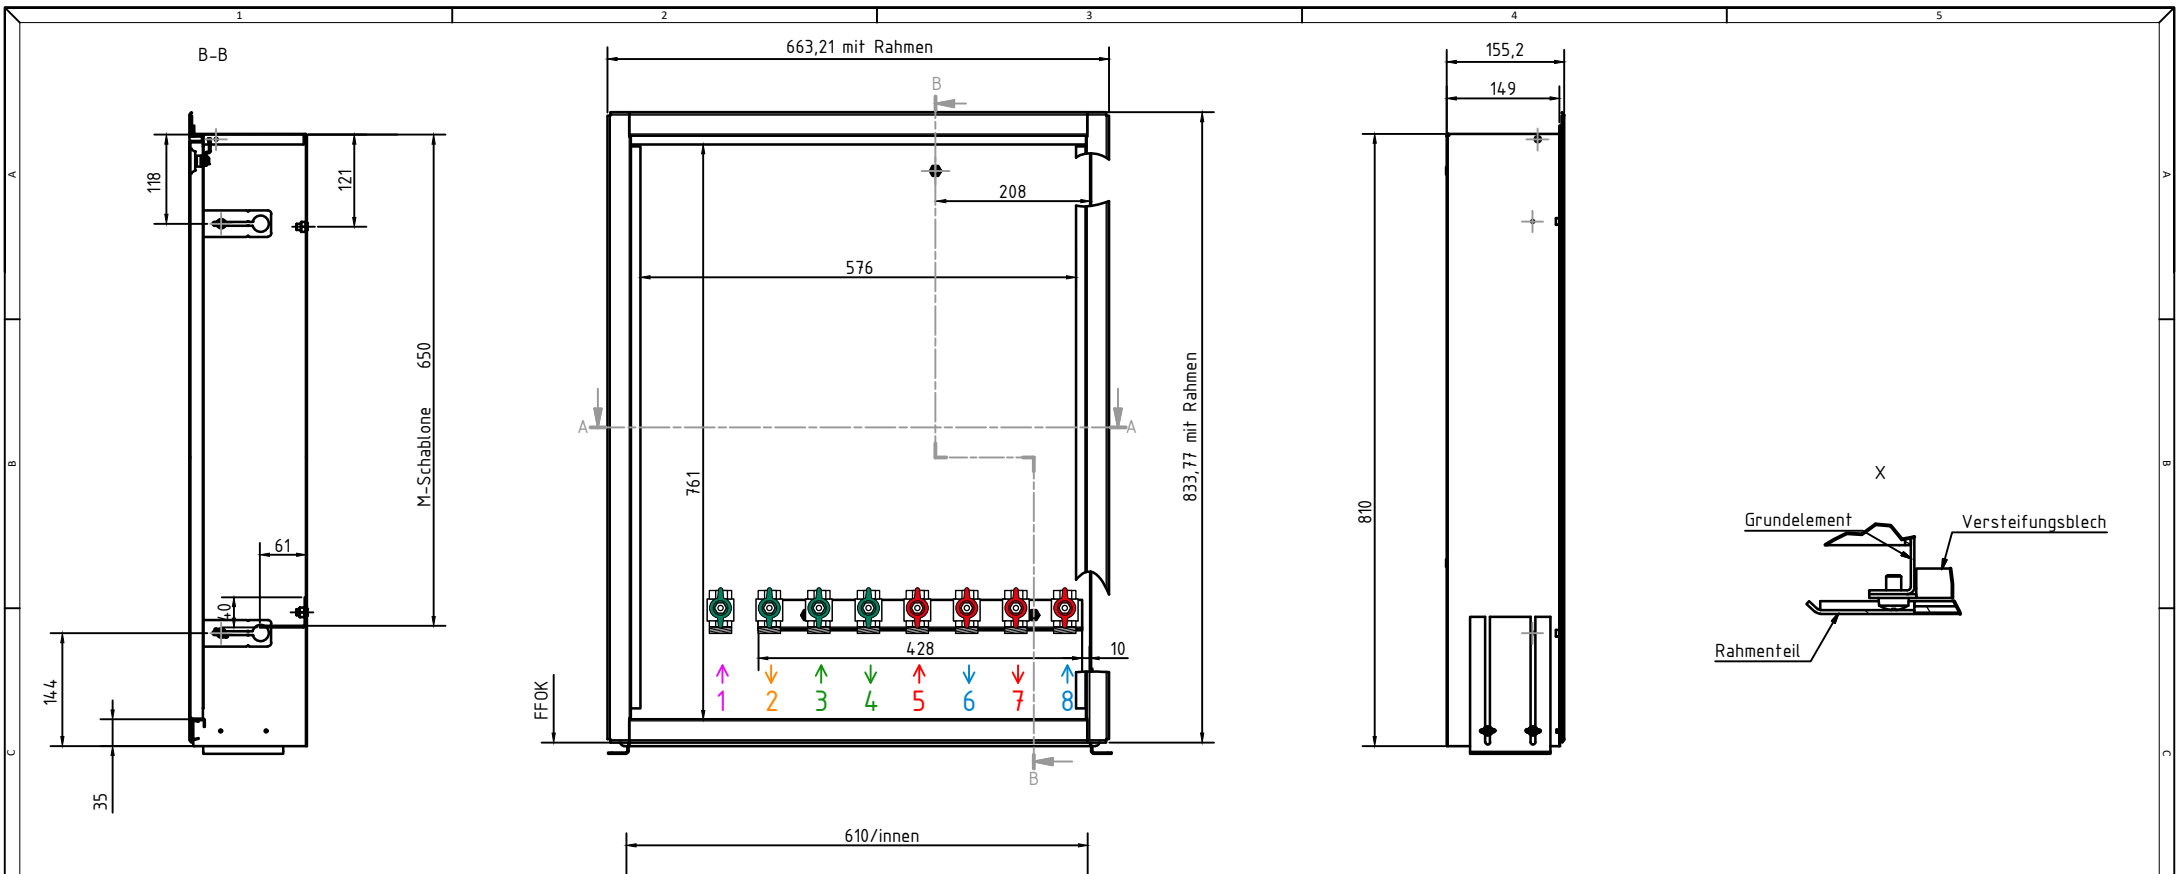 1
2
3
4
5
B-B
663,21 mit Rahmen
155,2
149
B
118
121
A
A
208
576
M-Schablone 650
A
A
833,77 mit Rahmen
761
810
B
B
X
Grundelement
Versteifungsblech
Rahmenteil
61
40
428
10
144
35
FFOK
1
2
3
4
5
6
7
8
C
C
B
610/innen